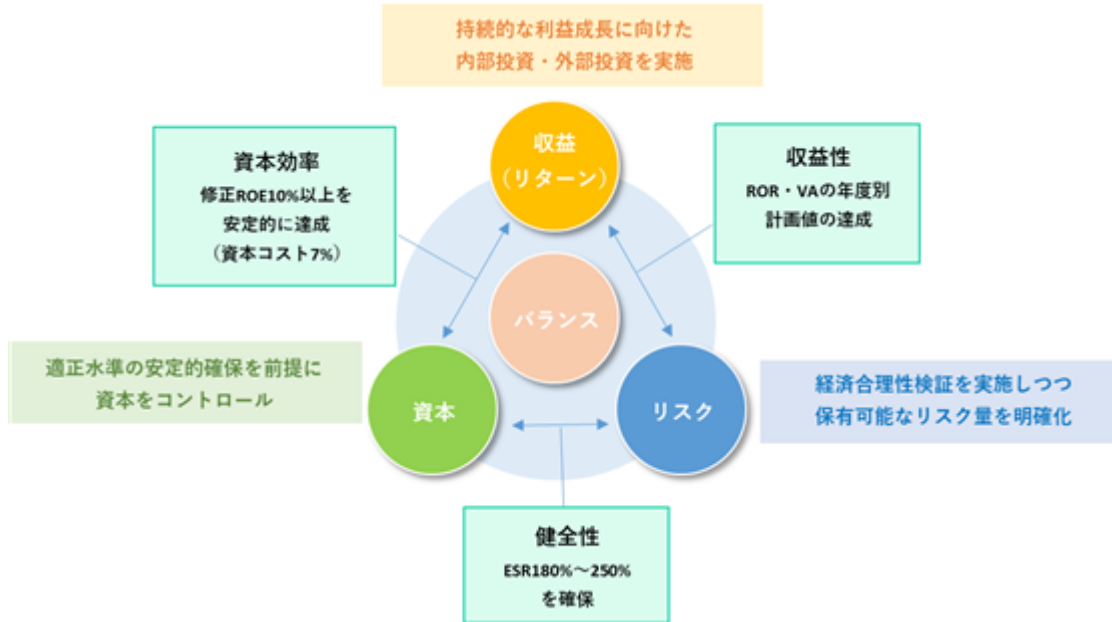 持続的な利益成長に向けた
内部投資・外部投資を実施
収益
（リターン）
資本効率
修正ROE10%以上を
安定的に達成
（資本コスト7%）
収益性
ROR・VAの年度別
計画値の達成
バランス
適正水準の安定的確保を前提に
資本をコントロール
資本
リスク
経済合理性検証を実施しつつ
保有可能なリスク量を明確化
健全性
ESR180%～250%
を確保